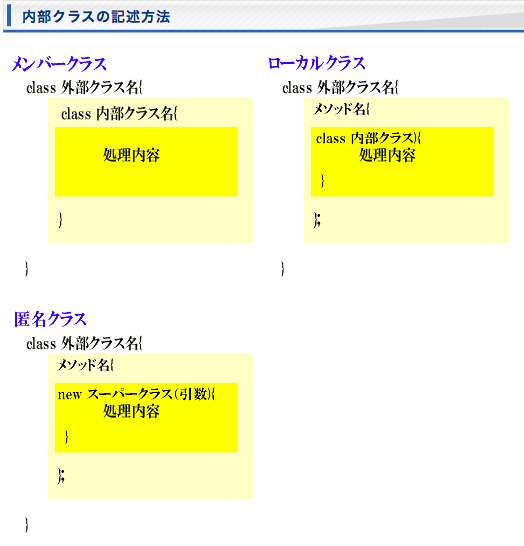 内部クラスの記述方法
メンバークラス
class 外部クラス名{
class 内部クラス名{
処理内容
}
}
ローカルクラス
class 外部クラス名{
メソッド名{
class 内部クラス){
処理内容
}
};
}
匿名クラス
class 外部クラス名{
メソッド名{
new スーパークラス(引数){
処理内容
}
};
}